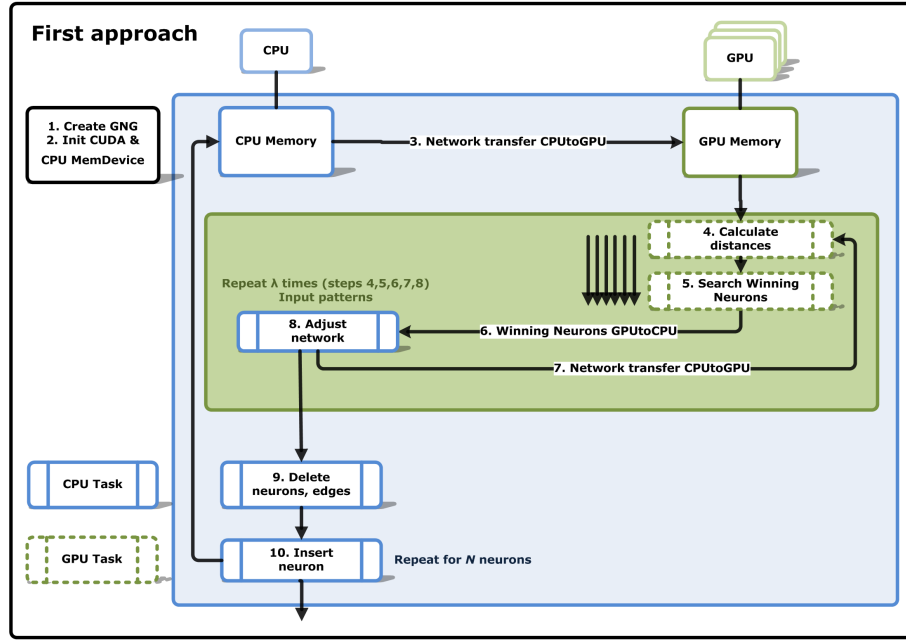 First approach
CPU
GPU
1. Create GNG
2. Init CUDA &
CPU MemDevice
CPU Memory
3. Network transfer CPUtoGPU
GPU Memory
4. Calculate
distances
5. Search Winning
Neurons
Repeat λ times (steps 4,5,6,7,8)
Input patterns
8. Adjust
network
6. Winning Neurons GPUtoCPU
7. Network transfer CPUtoGPU
CPU Task
9. Delete
neurons, edges
GPU Task
10. Insert
neuron
Repeat for N neurons